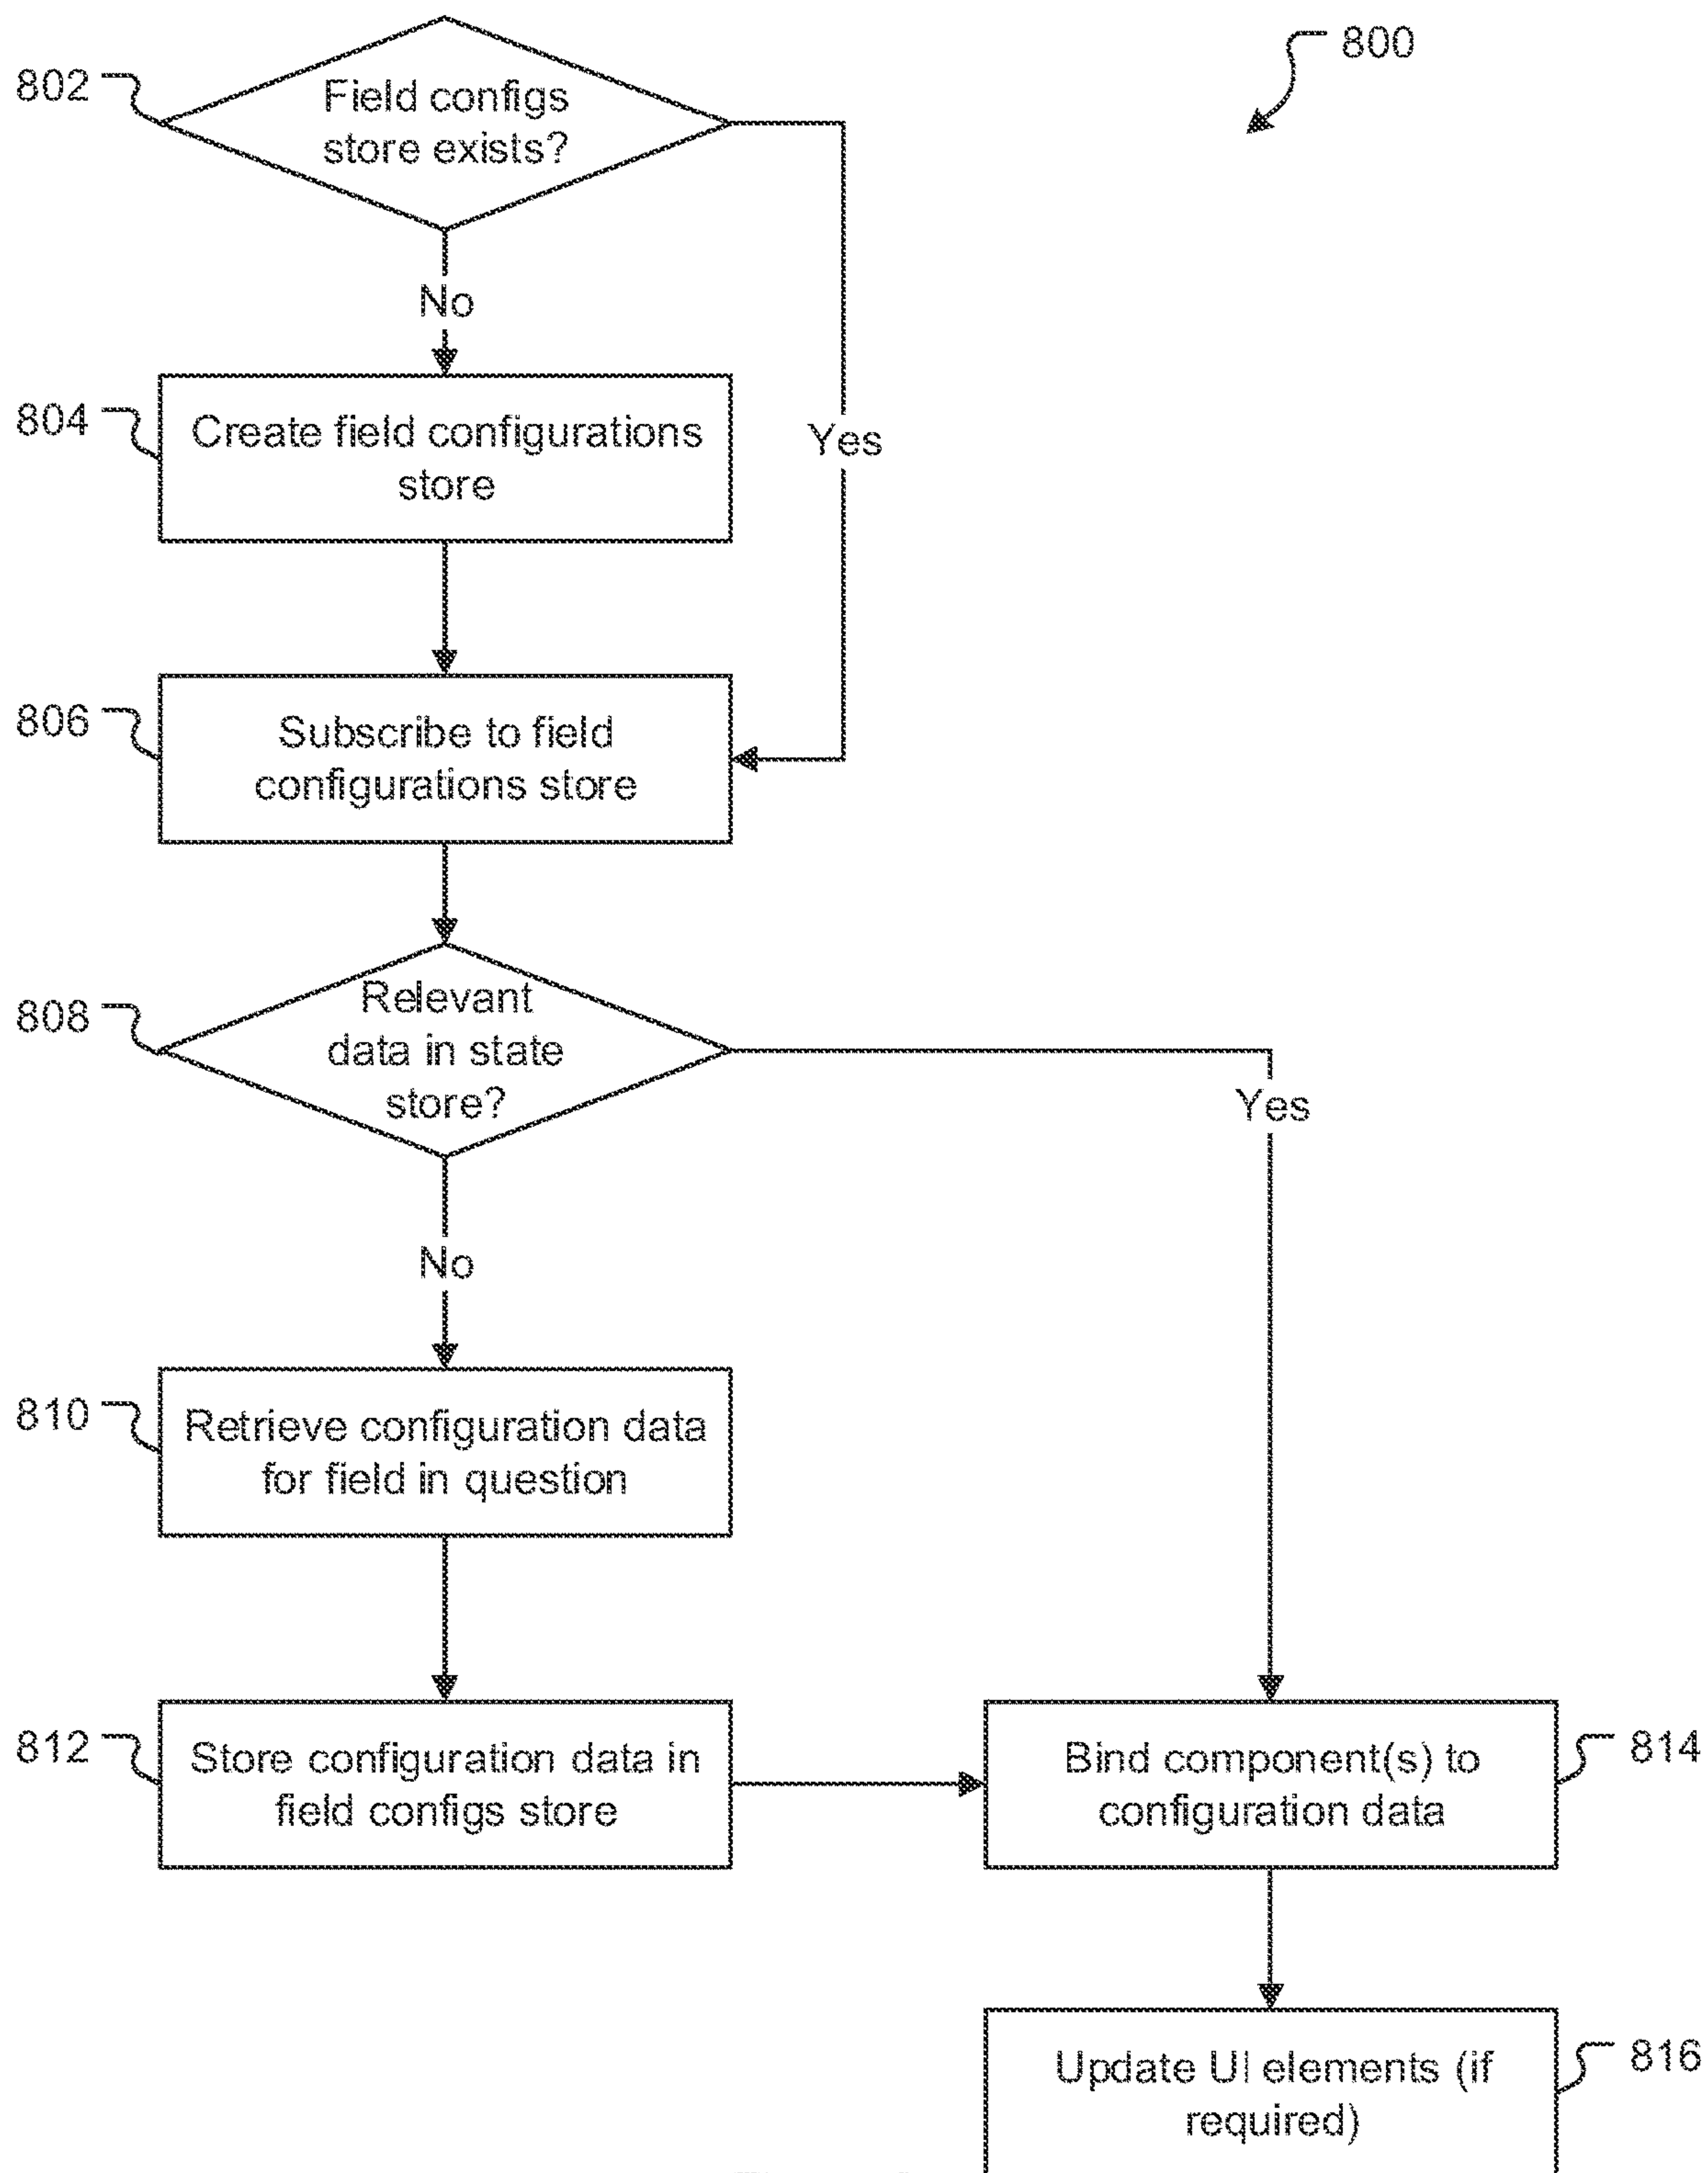 800
802
Field configs
store exists?
No
Yes
804
Create field configurations
store
806
Subscribe to field
configurations store
808
Relevant
data in state
store?
Yes
No
810
Retrieve configuration data
for field in question
812
Store configuration data in
field configs store
Bind component(s) to
configuration data
814
Update UI elements (if
required)
816